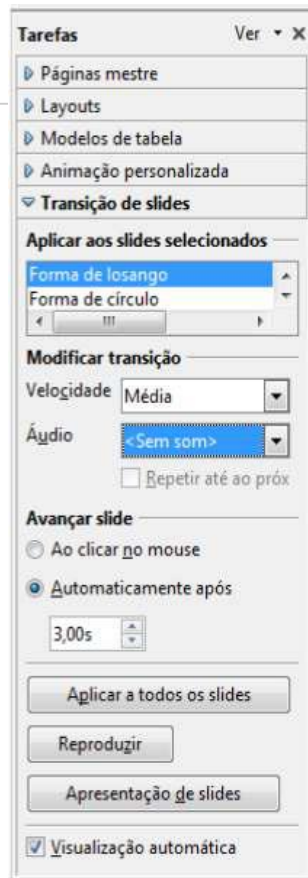 Tarefas Ver
Páginas mestre
Layouts
Modelos de tabela
Animação personalizada
Transição de slides
Aplicar aos slides selecionados
Forma de losango
Forma de círculo
Modificar transição
Velocidade Média
Áudio <Sem som>
Repetir até ao próx
Avançar slide
Ao clicar no mouse
Automaticamente após
3,00s
Aplicar a todos os slides
Reproduzir
Apresentação de slides
Visualização automática